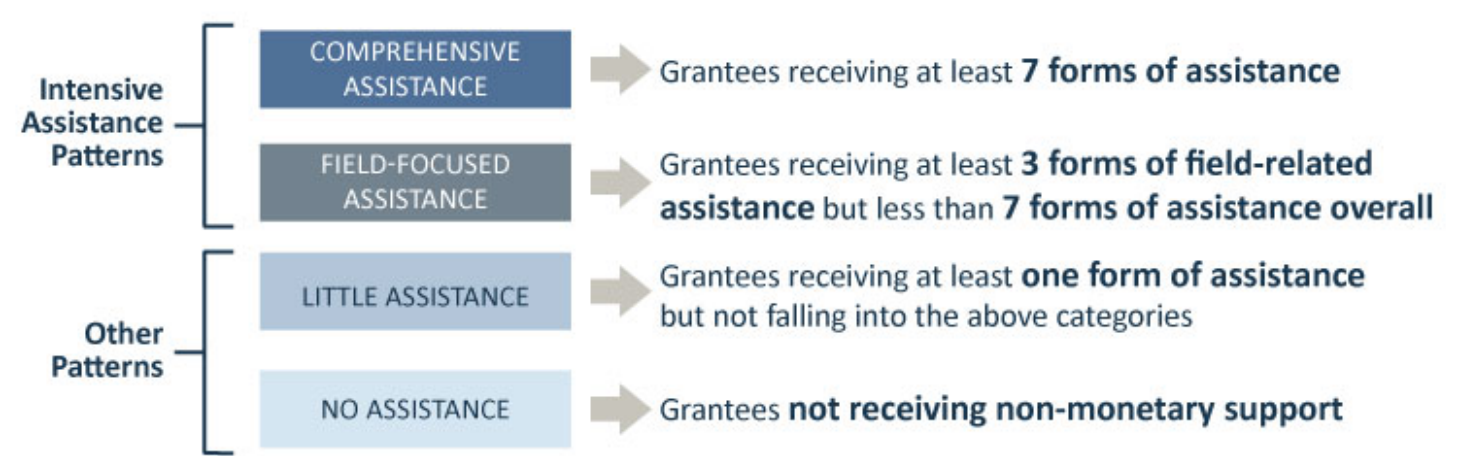 Intensive
Assistance
Patterns
COMPREHENSIVE
ASSISTANCE
Grantees receiving at least 7 forms of assistance
FIELD-FOCUSED
ASSISTANCE
Grantees receiving at least 3 forms of field-related
assistance but less than 7 forms of assistance overall
Other
Patterns
LITTLE ASSISTANCE
Grantees receiving at least one form of assistance
but not falling into the above categories
NO ASSISTANCE
Grantees not receiving non-monetary support